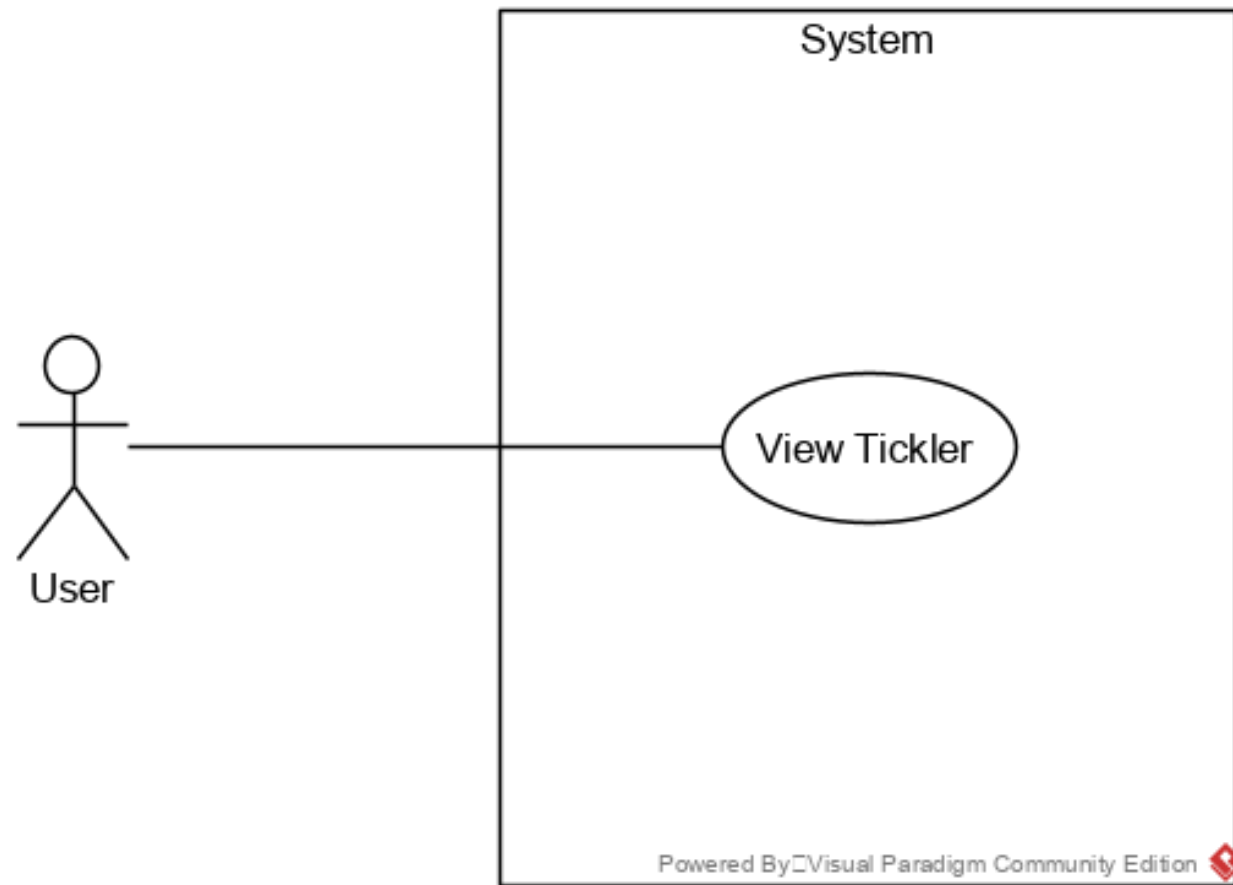 System
View Tickler
User
Powered By□Visual Paradigm Community Edition